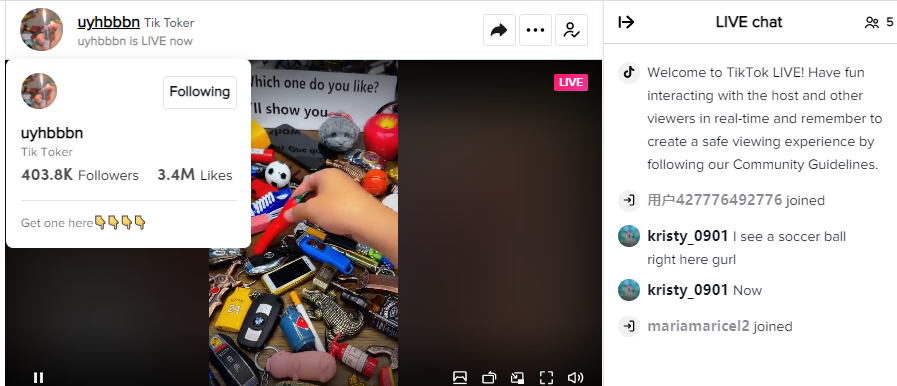 uyhbbbn Tik Toker
uyhbbbn is LIVE now
Following
uyhbbbn
Tik Toker
403.8K Followers 3.4M Likes
Get one here👇👇👇👇
Which one do you like?
I'll show you
LIVE
24
LIVE chat
5
Welcome to TikTok LIVE! Have fun
interacting with the host and other
viewers in real-time and remember to
create a safe viewing experience by
following our Community Guidelines.
用户427776492776 joined
kristy_0901 I see a soccer ball
right here gurl
kristy_0901 Now
mariamaricel2 joined